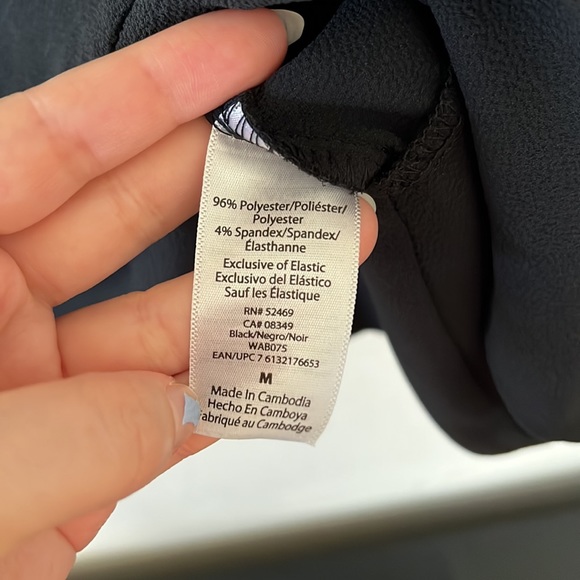 96% Polyester/Poliéster/
Polyester
4% Spandex/Spandex/
Élasthanne
Exclusive of Elastic
Exclusivo del Elástico
Sauf les Élastique
RN# 52469
CA# 08349
Black/Negro/Noir
WAB075
EAN/UPC 7 6132176653
M
Made In Cambodia
Hecho En Camboya
Fabriqué au Cambodge